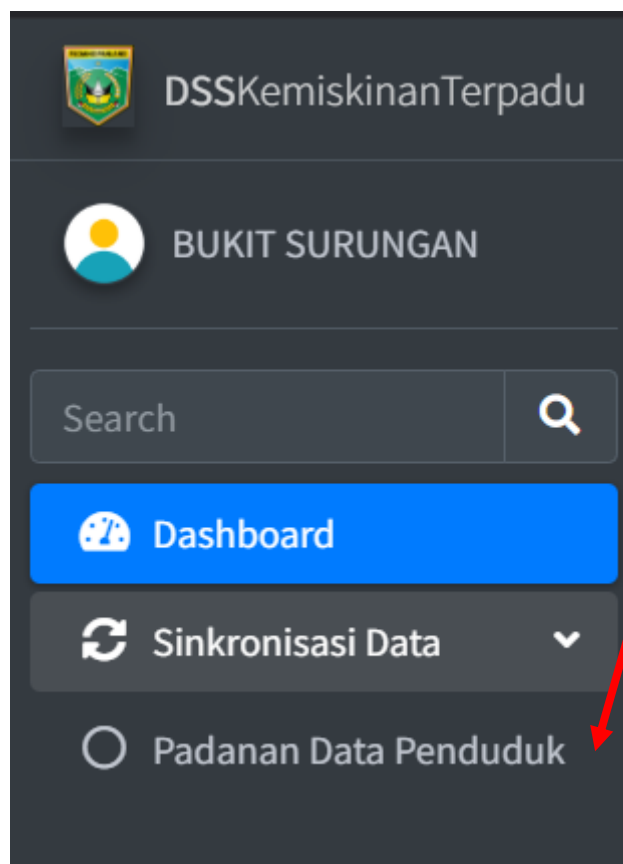 DSSKemiskinanTerpadu
BUKIT SURUNGAN
Search
Dashboard
Sinkronisasi Data
Padanan Data Penduduk